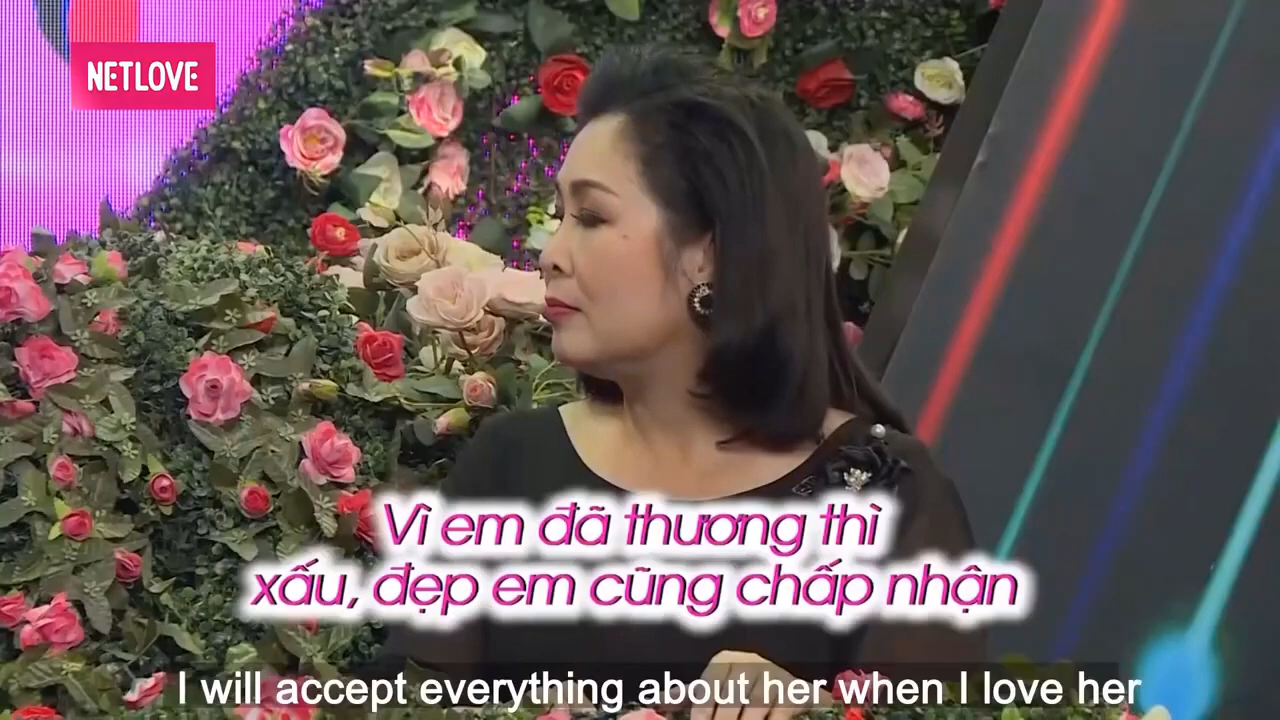 NETLOVE
Vì em đã thương thì
xấu, đẹp em cũng chấp nhận
I will accept everything about her when I love her